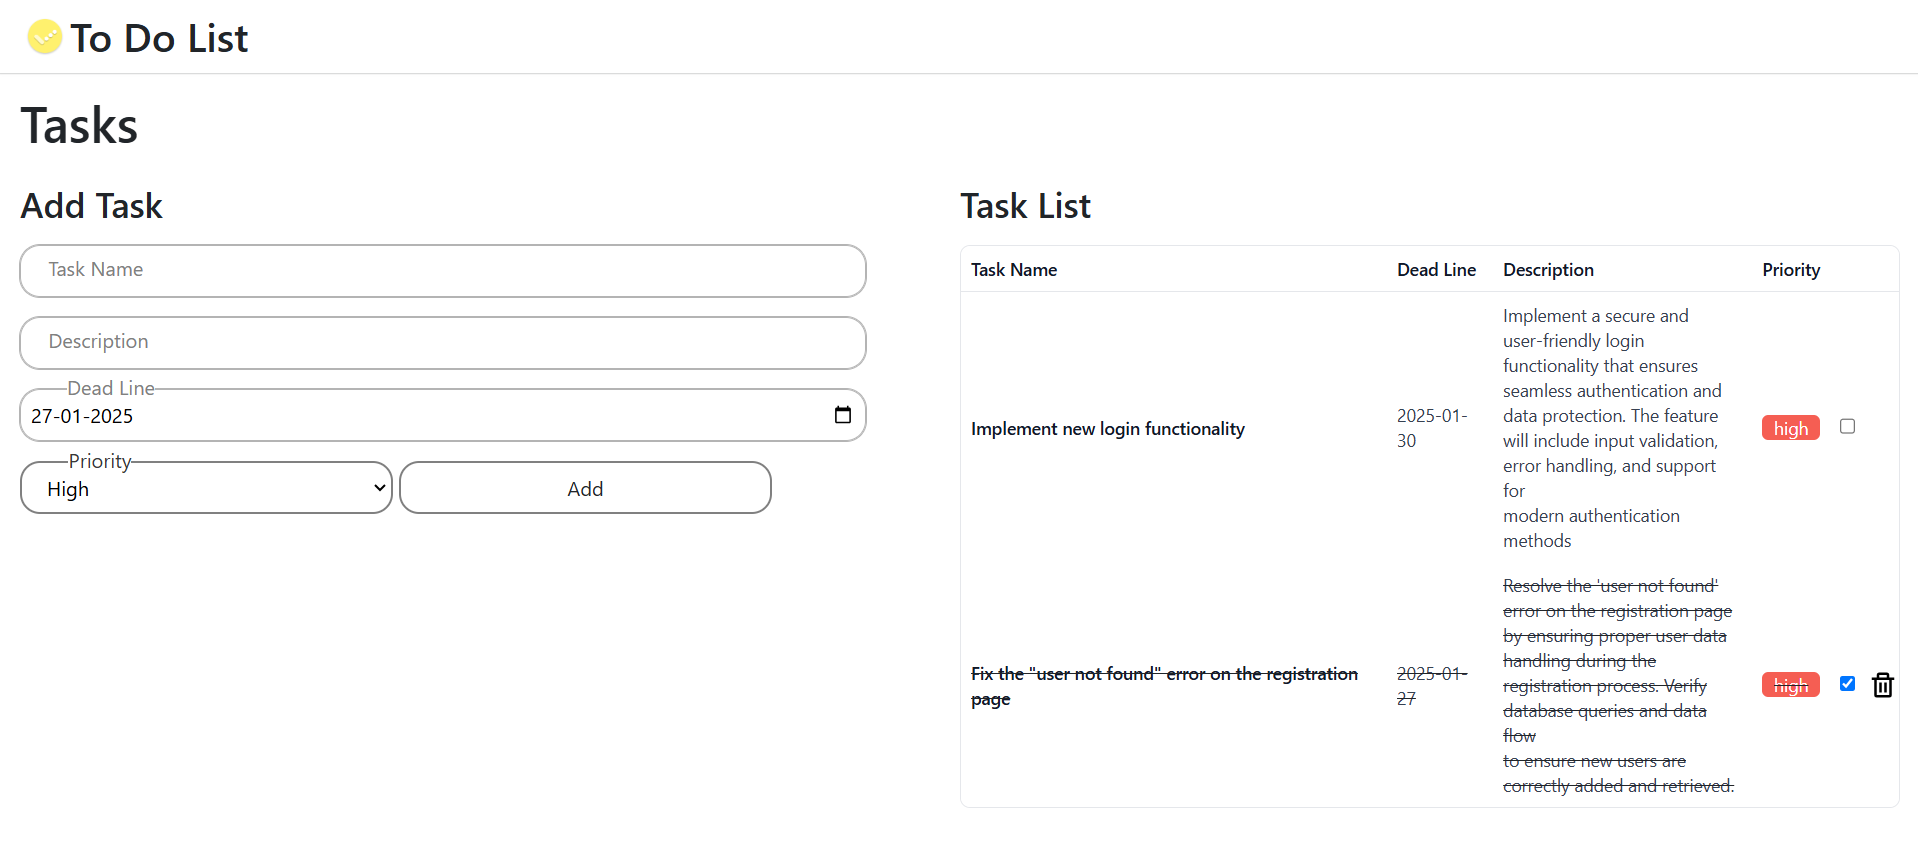 To Do List
Tasks
Add Task
Task Name
Description
Dead Line
27-01-2025
Priority
High
Add
Task List
Task Name Dead Line Description Priority
Implement new login functionality
2025-01-
30
Implement a secure and
user-friendly login
functionality that ensures
seamless authentication and
data protection. The feature
will include input validation,
error handling, and support
for
modern authentication
methods
high
Fix the "user not found" error on the registration
page
2025-01-
27
Resolve the 'user not found'
error on the registration page
by ensuring proper user data
handling during the
registration process. Verify
database queries and data
flow
to ensure new users are
correctly added and retrieved.
high